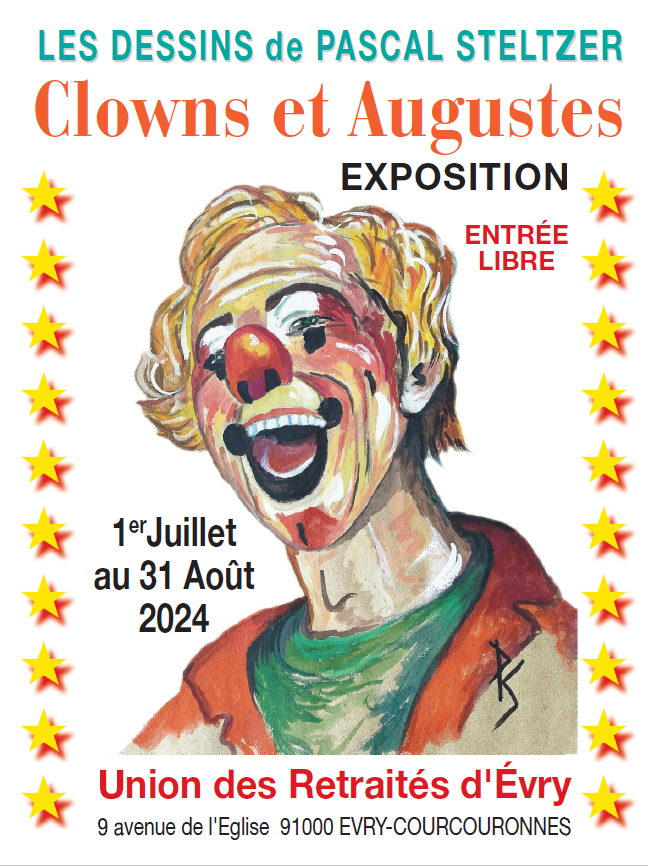 LES DESSINS de PASCAL STELTZER
Clowns et Augustes
EXPOSITION
ENTRÉE
LIBRE
1erJuillet
au 31 Août
2024
PS
Union des Retraités d'Évry
9 avenue de l'Eglise 91000 EVRY-COURCOURONNES